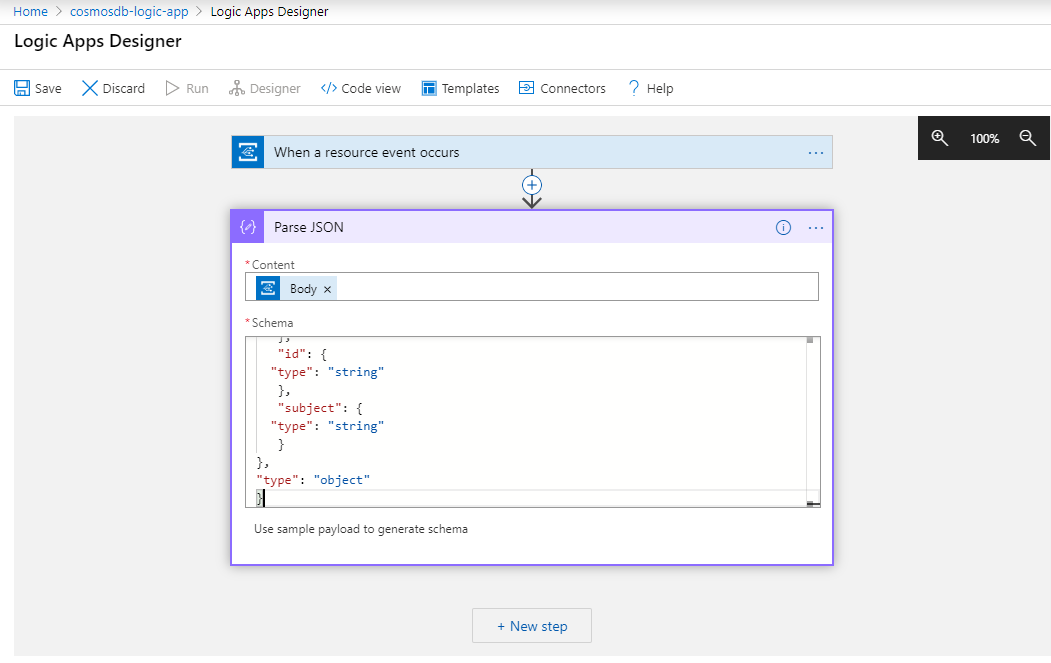 Home > cosmosdb-logic-app > Logic Apps Designer
Logic Apps Designer
Save Discard Run Designer </> Code view Templates Connectors ? Help
When a resource event occurs ...
100%
Parse JSON ...
* Content
Body ×
* Schema
},
"id": {
"type": "string"
},
"subject": {
"type": "string"
}
},
"type": "object"
}
Use sample payload to generate schema
+ New step